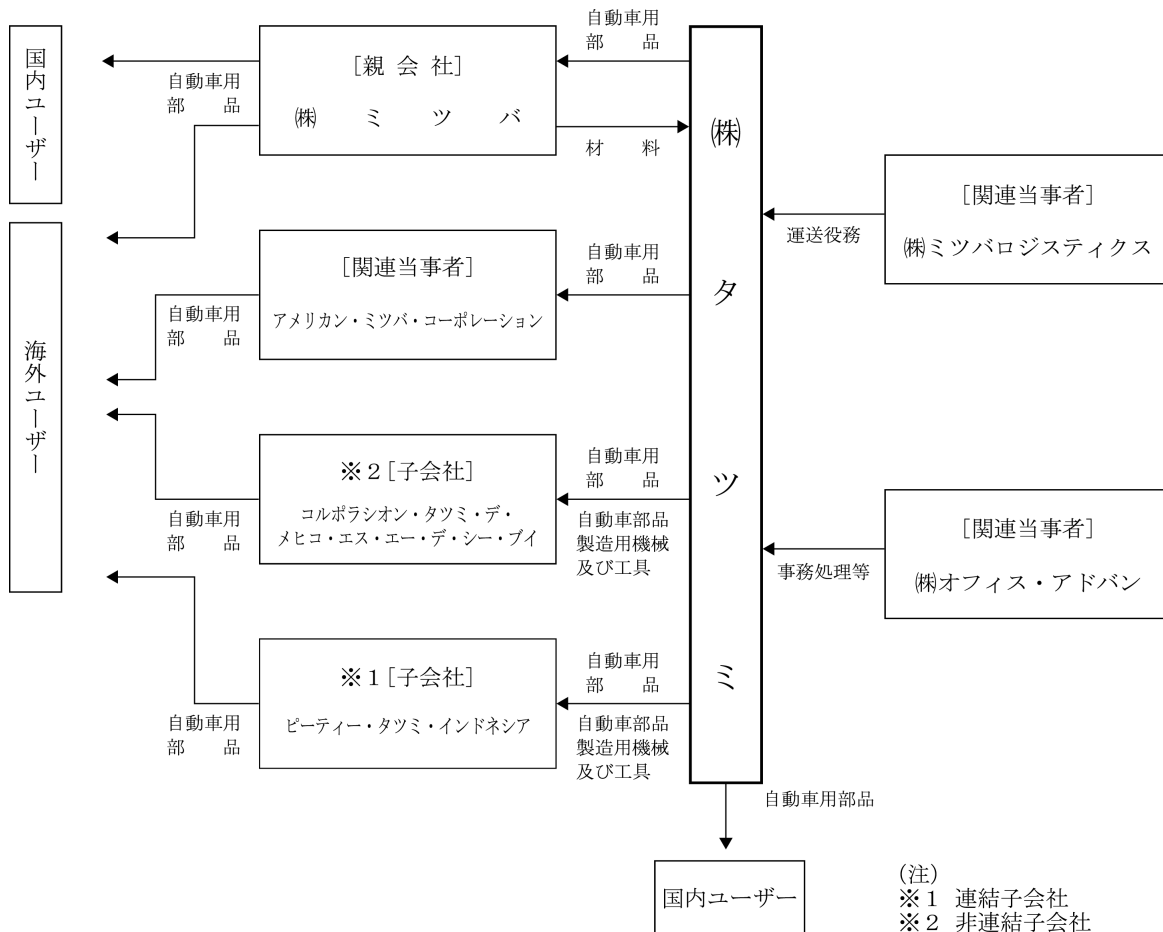 国内ユーザー
海外ユーザー
自動車用
部品
[親会社]
㈱ミツバ
自動車用
部品
材料
[関連当事者]
アメリカン・ミツバ・コーポレーション
自動車用
部品
自動車用
部品
※2[子会社]
コルポラシオン・タツミ・デ・
メヒコ・エス・エー・デ・シー・ブイ
自動車用
部品
自動車用
部品
自動車部品
製造用機械
及び工具
※1[子会社]
ピーティー・タツミ・インドネシア
自動車用
部品
自動車用
部品
自動車部品
製造用機械
及び工具
㈱タツミ
運送役務
[関連当事者]
㈱ミツバロジスティクス
事務処理等
[関連当事者]
㈱オフィス・アドバン
自動車用部品
国内ユーザー
(注)
※1 連結子会社
※2 非連結子会社